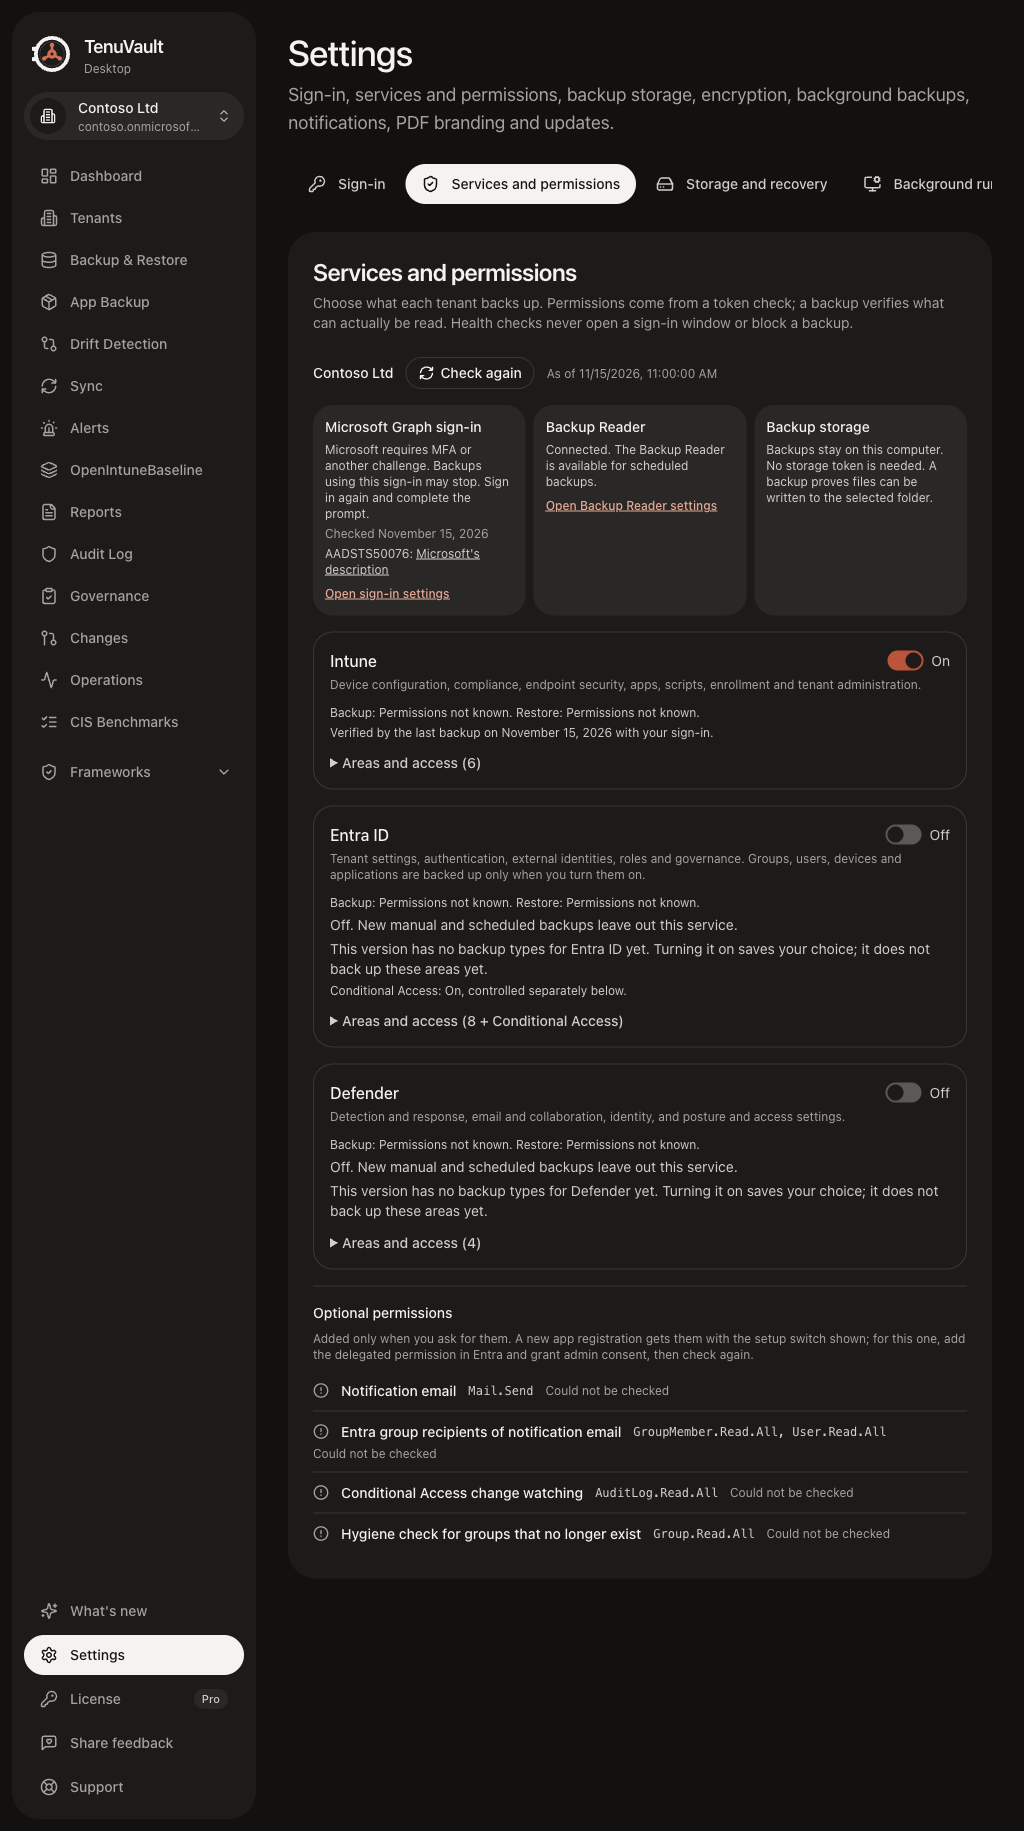 TenuVault
Desktop
Contoso Ltd
contoso.onmicrosof...
Dashboard
Tenants
Backup & Restore
App Backup
Drift Detection
Sync
Alerts
OpenIntuneBaseline
Reports
Audit Log
Governance
Changes
Operations
CIS Benchmarks
Frameworks
What's new
Settings
License
Pro
Share feedback
Support
Settings
Sign-in, services and permissions, backup storage, encryption, background backups,
notifications, PDF branding and updates.
Sign-in
Services and permissions
Storage and recovery
Background
Services and permissions
Choose what each tenant backs up. Permissions come from a token check; a backup verifies what
can actually be read. Health checks never open a sign-in window or block a backup.
Contoso Ltd
Check again
As of 11/15/2026, 11:00:00 AM
Microsoft Graph sign-in
Microsoft requires MFA or
another challenge. Backups
using this sign-in may stop. Sign
in again and complete the
prompt.
Checked November 15, 2026
AADSTS50076: Microsoft's
description
Open sign-in settings
Backup Reader
Connected. The Backup Reader
is available for scheduled
backups.
Open Backup Reader settings
Backup storage
Backups stay on this computer.
No storage token is needed. A
backup proves files can be
written to the selected folder.
Intune
On
Device configuration, compliance, endpoint security, apps, scripts, enrollment and tenant administration.
Backup: Permissions not known. Restore: Permissions not known.
Verified by the last backup on November 15, 2026 with your sign-in.
Areas and access (6)
Entra ID
Off
Tenant settings, authentication, external identities, roles and governance. Groups, users, devices and
applications are backed up only when you turn them on.
Backup: Permissions not known. Restore: Permissions not known.
Off. New manual and scheduled backups leave out this service.
This version has no backup types for Entra ID yet. Turning it on saves your choice; it does not
back up these areas yet.
Conditional Access: On, controlled separately below.
Areas and access (8 + Conditional Access)
Defender
Off
Detection and response, email and collaboration, identity, and posture and access settings.
Backup: Permissions not known. Restore: Permissions not known.
Off. New manual and scheduled backups leave out this service.
This version has no backup types for Defender yet. Turning it on saves your choice; it does not
back up these areas yet.
Areas and access (4)
Optional permissions
Added only when you ask for them. A new app registration gets them with the setup switch shown; for this one, add
the delegated permission in Entra and grant admin consent, then check again.
Notification email Mail.Send Could not be checked
Entra group recipients of notification email GroupMember.Read.All, User.Read.All
Could not be checked
Conditional Access change watching AuditLog.Read.All Could not be checked
Hygiene check for groups that no longer exist Group.Read.All Could not be checked